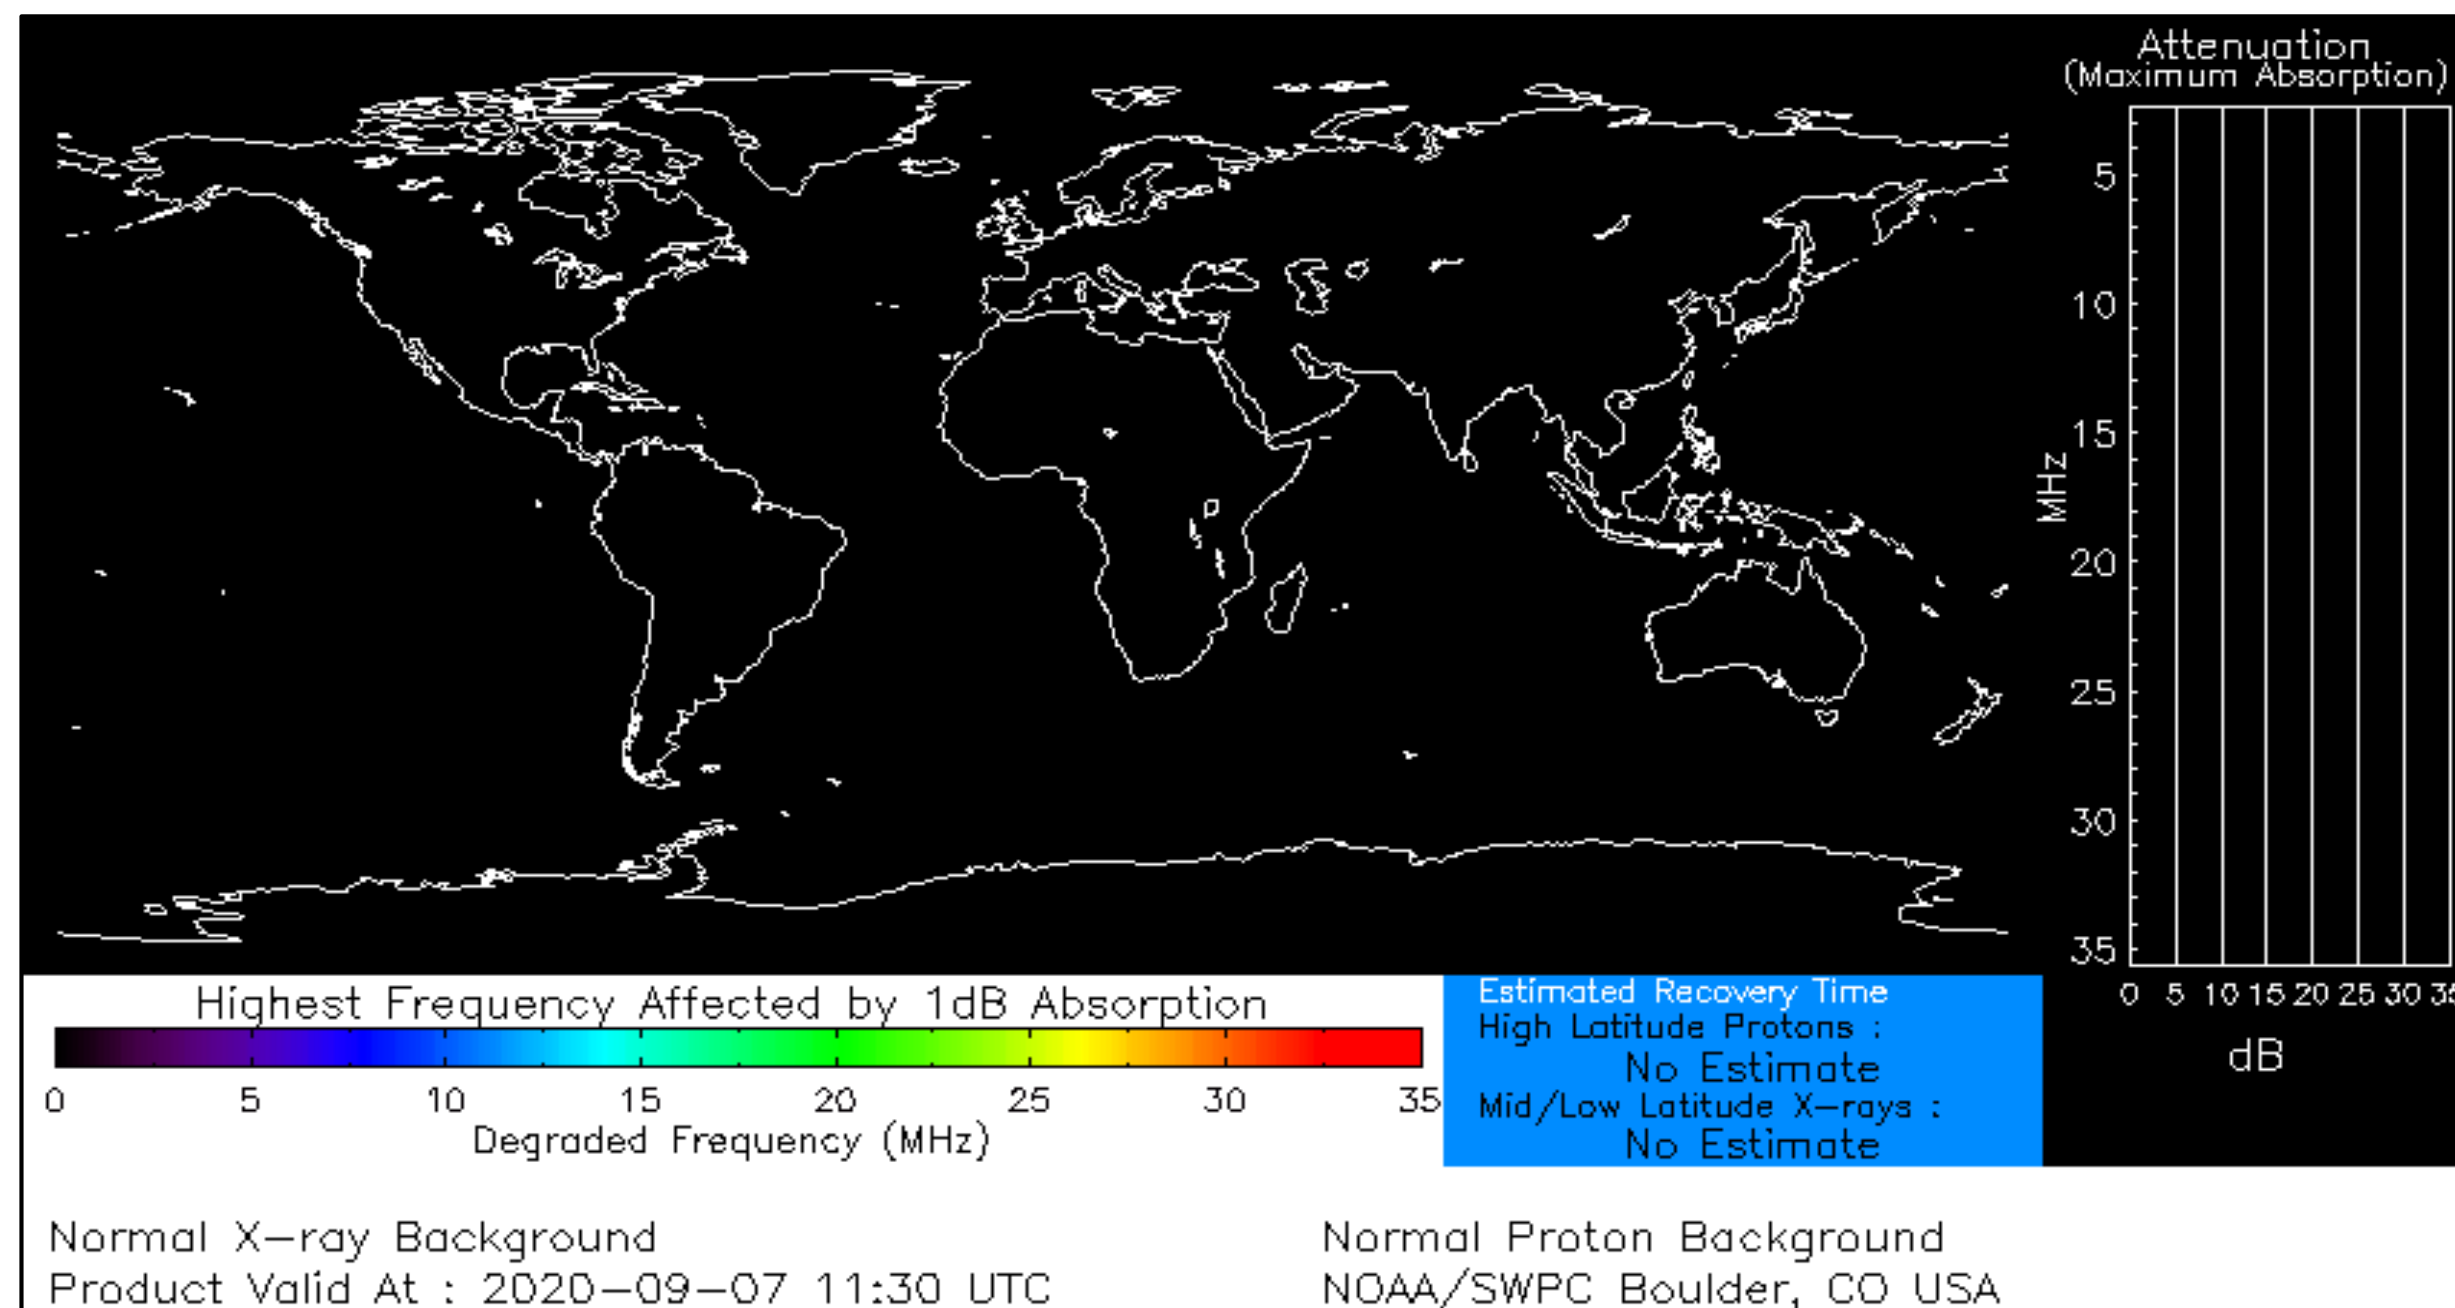 Attenuation
(Maximum Absorption)
5
10
15
20
25
30
35
MHz
0 5 10 15 20 25 30 35
dB
Highest Frequency Affected by 1dB Absorption
0 5 10 15 20 25 30 35
Degraded Frequency (MHz)
Estimated Recovery Time
High Latitude Protons :
No Estimate
Mid/Low Latitude X-rays :
No Estimate
Normal X-ray Background
Normal Proton Background
Product Valid At : 2020-09-07 11:30 UTC
NOAA/SWPC Boulder, CO USA